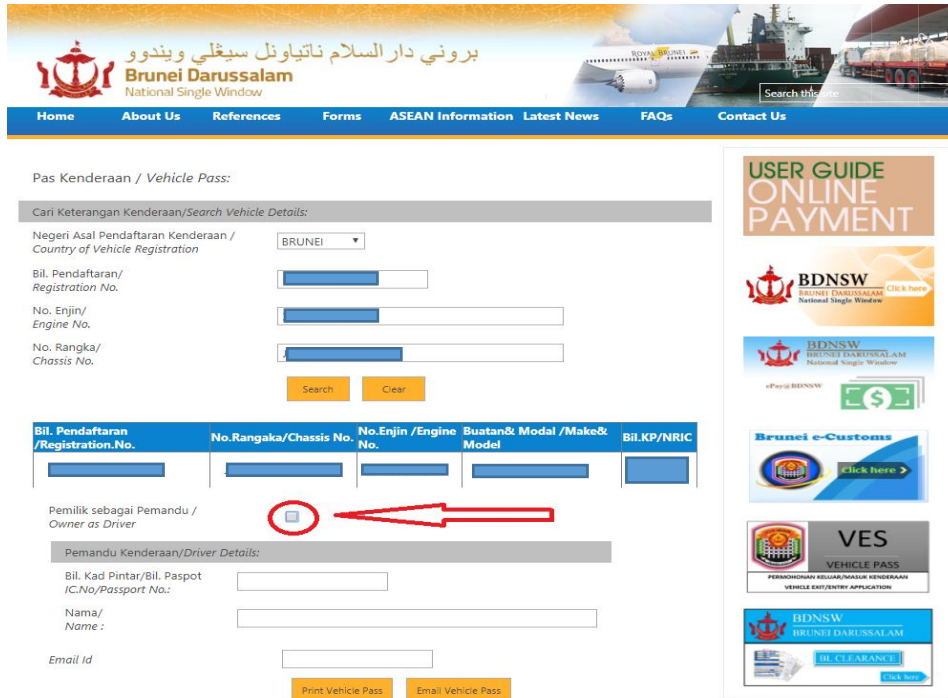 بروني دار السلام ناتياونل سيڠلي ويندوو
Brunei Darussalam
National Single Window
ROYAL BRUNEI
Search this site
Home About Us References Forms ASEAN Information Latest News FAQs Contact Us
Pas Kenderaan / Vehicle Pass:
Cari Keterangan Kenderaan/Search Vehicle Details:
Negeri Asal Pendaftaran Kenderaan /
Country of Vehicle Registration
BRUNEI
Bil. Pendaftaran/
Registration No.
No. Enjin/
Engine No.
No. Rangka/
Chassis No.
Search Clear
Bil. Pendaftaran
/Registration.No.
No.Rangaka/Chassis No.
No.Enjin /Engine
No.
Buatan& Modal /Make&
Model
Bil.KP/NRIC
Pemilik sebagai Pemandu /
Owner as Driver
Pemandu Kenderaan/Driver Details:
Bil. Kad Pintar/Bil. Paspot
IC.No/Passport No.:
Nama/
Name :
Email Id
Print Vehicle Pass Email Vehicle Pass
USER GUIDE
ONLINE
PAYMENT
BDNSW
BRUNEI DARUSSALAM
National Single Window
Click here
BDNSW
BRUNEI DARUSSALAM
National Single Window
ePay@BDNSW
Brunei e-Customs
Click here
VES
VEHICLE PASS
PERMOHONAN KELUAR/MASUK KENDERAAN
VEHICLE EXIT/ENTRY APPLICATION
BDNSW
BRUNEI DARUSSALAM
BL CLEARANCE
Click here